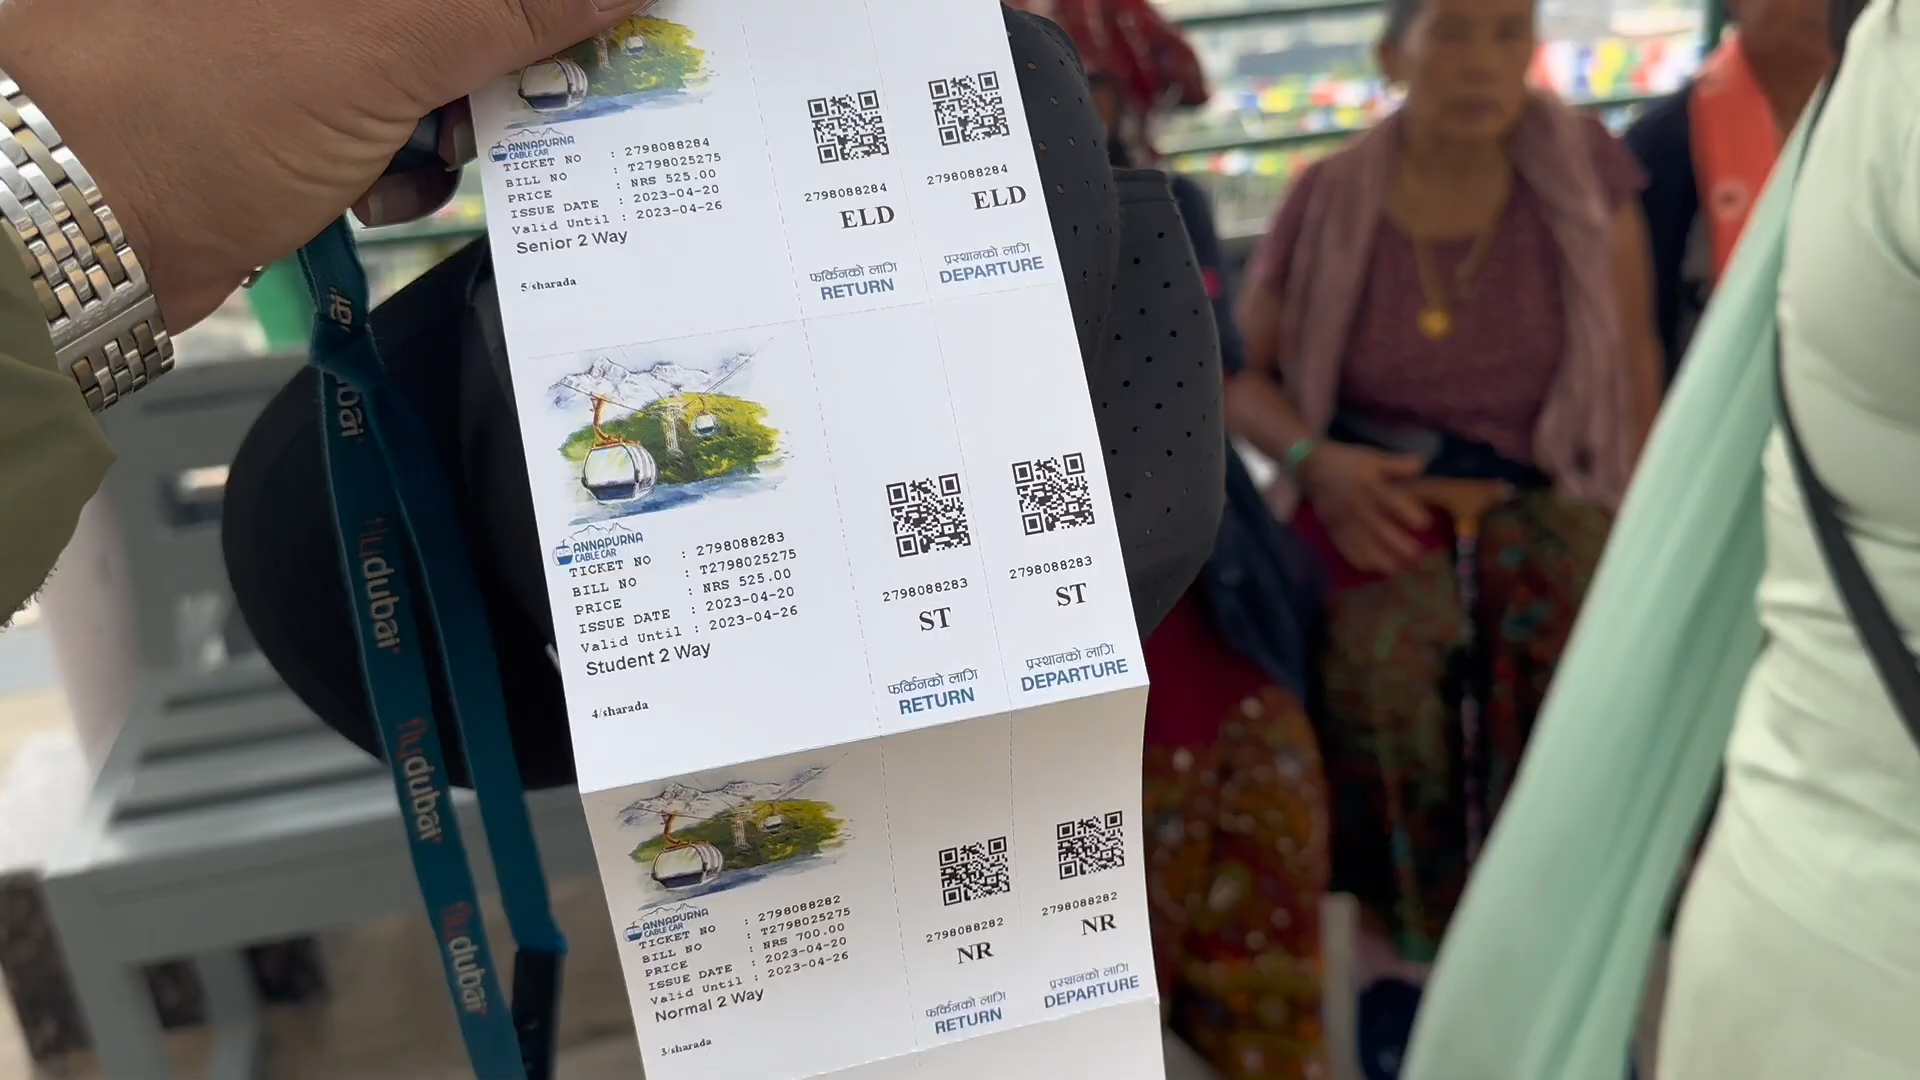 ANNAPURNA
CABLE CAR
TICKET NO : 2798088284
BILL NO : T2798025275
PRICE : NRS 525.00
ISSUE DATE : 2023-04-20
Valid Until : 2023-04-26
Senior 2 Way
5/sharada
2798088284
ELD
फर्किनको लागि
RETURN
2798088284
ELD
प्रस्थानको लागि
DEPARTURE
ANNAPURNA
CABLE CAR
TICKET NO : 2798088283
BILL NO : T2798025275
PRICE : NRS 525.00
ISSUE DATE : 2023-04-20
Valid Until : 2023-04-26
Student 2 Way
4/sharada
2798088283
ST
फर्किनको लागि
RETURN
2798088283
ST
प्रस्थानको लागि
DEPARTURE
ANNAPURNA
CABLE CAR
TICKET NO : 2798088282
BILL NO : T2798025275
PRICE : NRS 700.00
ISSUE DATE : 2023-04-20
Valid Until : 2023-04-26
Normal 2 Way
3/sharada
2798088282
NR
फर्किनको लागि
RETURN
2798088282
NR
प्रस्थानको लागि
DEPARTURE
flydubai
flydubai
flydubai